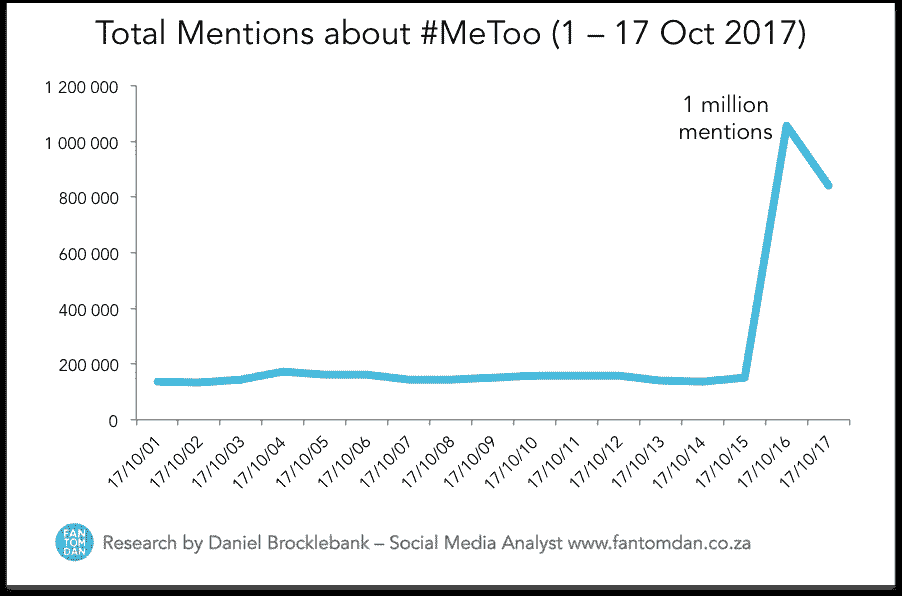 Total Mentions about #MeToo (1 – 17 Oct 2017)
1 200 000
1 million
mentions
1 000 000
800 000
600 000
400 000
200 000
0
17/10/01
17/10/02
17/10/03
17/10/04
17/10/05
17/10/06
17/10/07
17/10/08
17/10/09
17/10/10
17/10/11
17/10/12
17/10/13
17/10/14
17/10/15
17/10/16
17/10/17
FAN
TOM
DAN
Research by Daniel Brocklebank – Social Media Analyst www.fantomdan.co.za